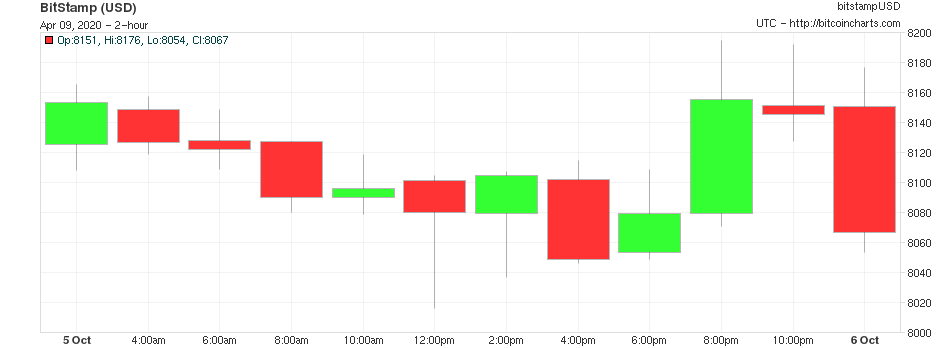 BitStamp (USD)
bitstampUSD
Apr 09, 2020 - 2-hour
UTC - http://bitcoincharts.com
Op:8151, Hi:8176, Lo:8054, Cl:8067
8200
8180
8160
8140
8120
8100
8080
8060
8040
8020
8000
5 Oct 4:00am 6:00am 8:00am 10:00am 12:00pm 2:00pm 4:00pm 6:00pm 8:00pm 10:00pm 6 Oct